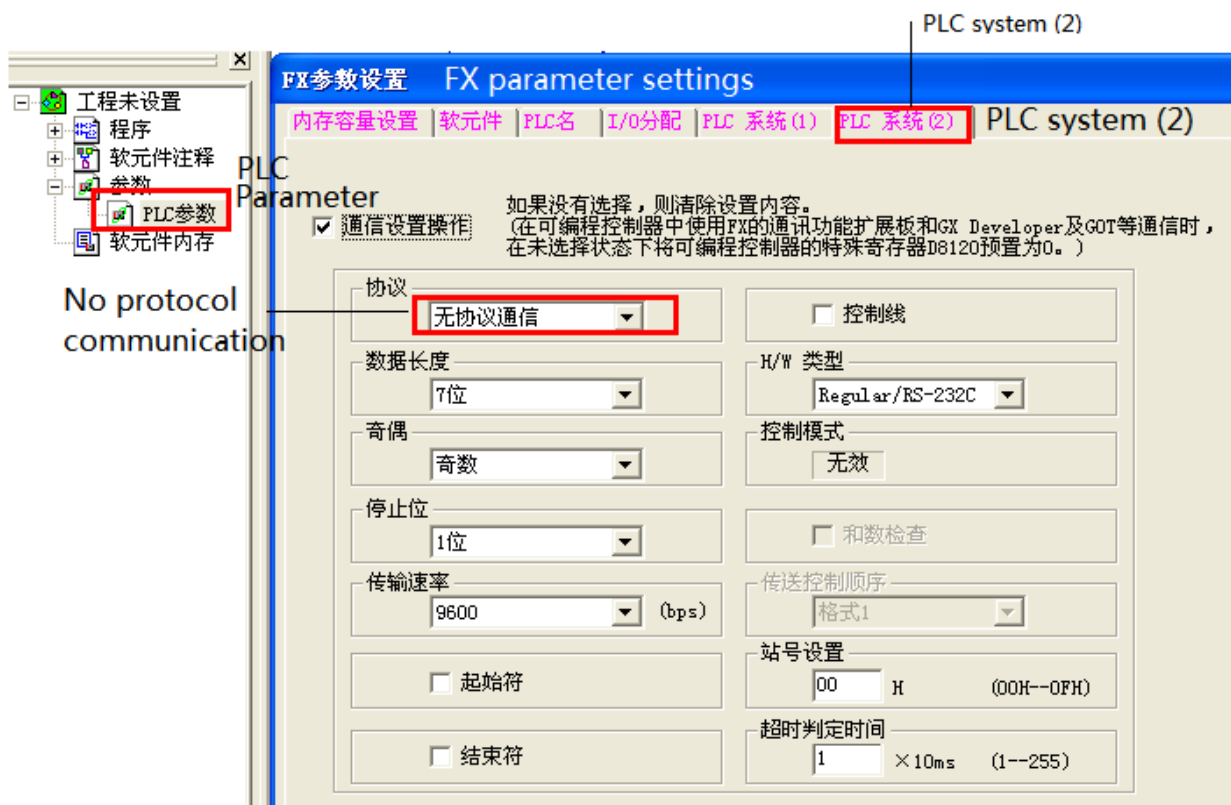 PLC system (2)
工程未设置
程序
软元件注释
参数
PLC参数
软元件内存
PLC
Parameter
No protocol
communication
FX参数设置 FX parameter settings
内存容量设置 软元件 PLC名 I/O分配 PLC 系统(1) PLC 系统(2) PLC system (2)
通信设置操作
如果没有选择，则清除设置内容。
(在可编程控制器中使用FX的通讯功能扩展板和GX Developer及GOT等通信时，
在未选择状态下将可编程控制器的特殊寄存器D8120预置为0。)
协议
无协议通信
控制线
数据长度
7位
H/W 类型
Regular/RS-232C
奇偶
奇数
控制模式
无效
停止位
1位
和数检查
传输速率
9600 (bps)
传送控制顺序
格式1
起始符
站号设置
00 H (00H--0FH)
结束符
超时判定时间
1 ×10ms (1--255)